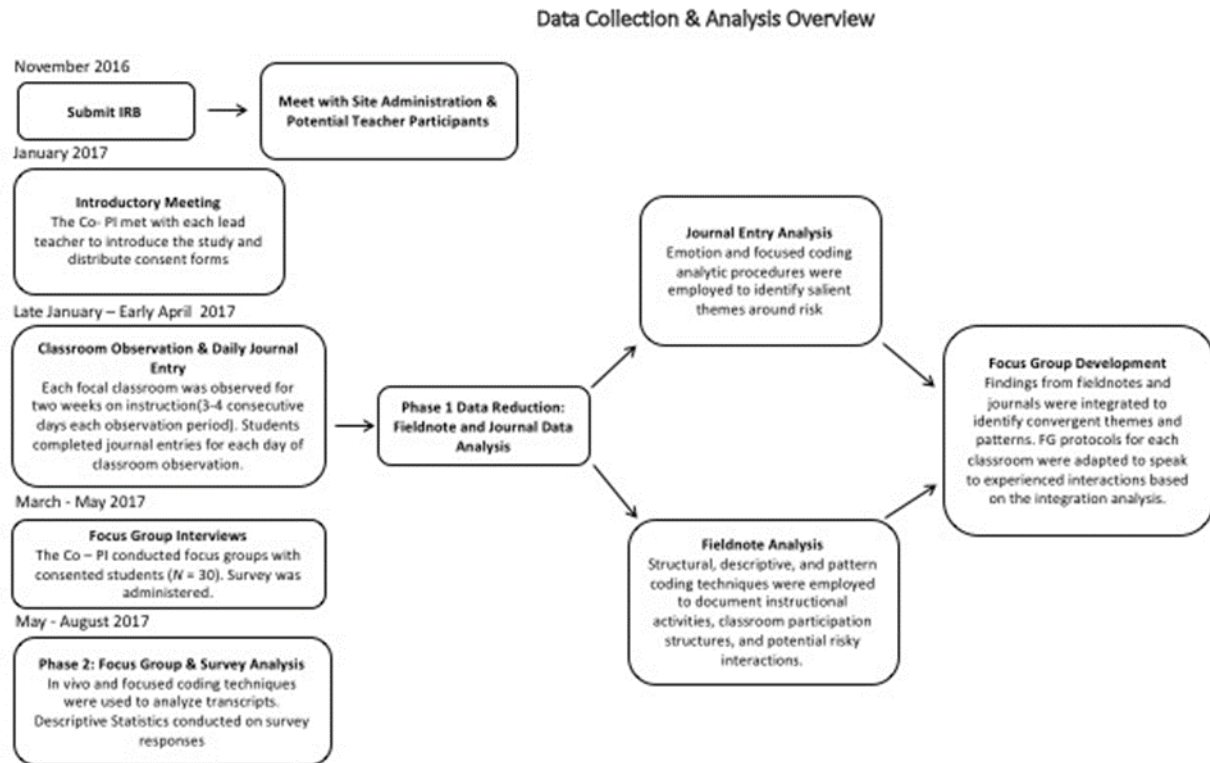 Data Collection & Analysis Overview
November 2016
Submit IRB
Meet with Site Administration &
Potential Teacher Participants
January 2017
Introductory Meeting
The Co- PI met with each lead
teacher to introduce the study and
distribute consent forms
Late January – Early April 2017
Classroom Observation & Daily Journal
Entry
Each focal classroom was observed for
two weeks on instruction(3-4 consecutive
days each observation period). Students
completed journal entries for each day of
classroom observation.
Phase 1 Data Reduction:
Fieldnote and Journal Data
Analysis
Journal Entry Analysis
Emotion and focused coding
analytic procedures were
employed to identify salient
themes around risk
Fieldnote Analysis
Structural, descriptive, and pattern
coding techniques were employed
to document instructional
activities, classroom participation
structures, and potential risky
interactions.
Focus Group Development
Findings from fieldnotes and
journals were integrated to
identify convergent themes and
patterns. FG protocols for each
classroom were adapted to speak
to experienced interactions based
on the integration analysis.
March - May 2017
Focus Group Interviews
The Co – PI conducted focus groups with
consented students (N = 30). Survey was
administered.
May - August 2017
Phase 2: Focus Group & Survey Analysis
In vivo and focused coding techniques
were used to analyze transcripts.
Descriptive Statistics conducted on survey
responses